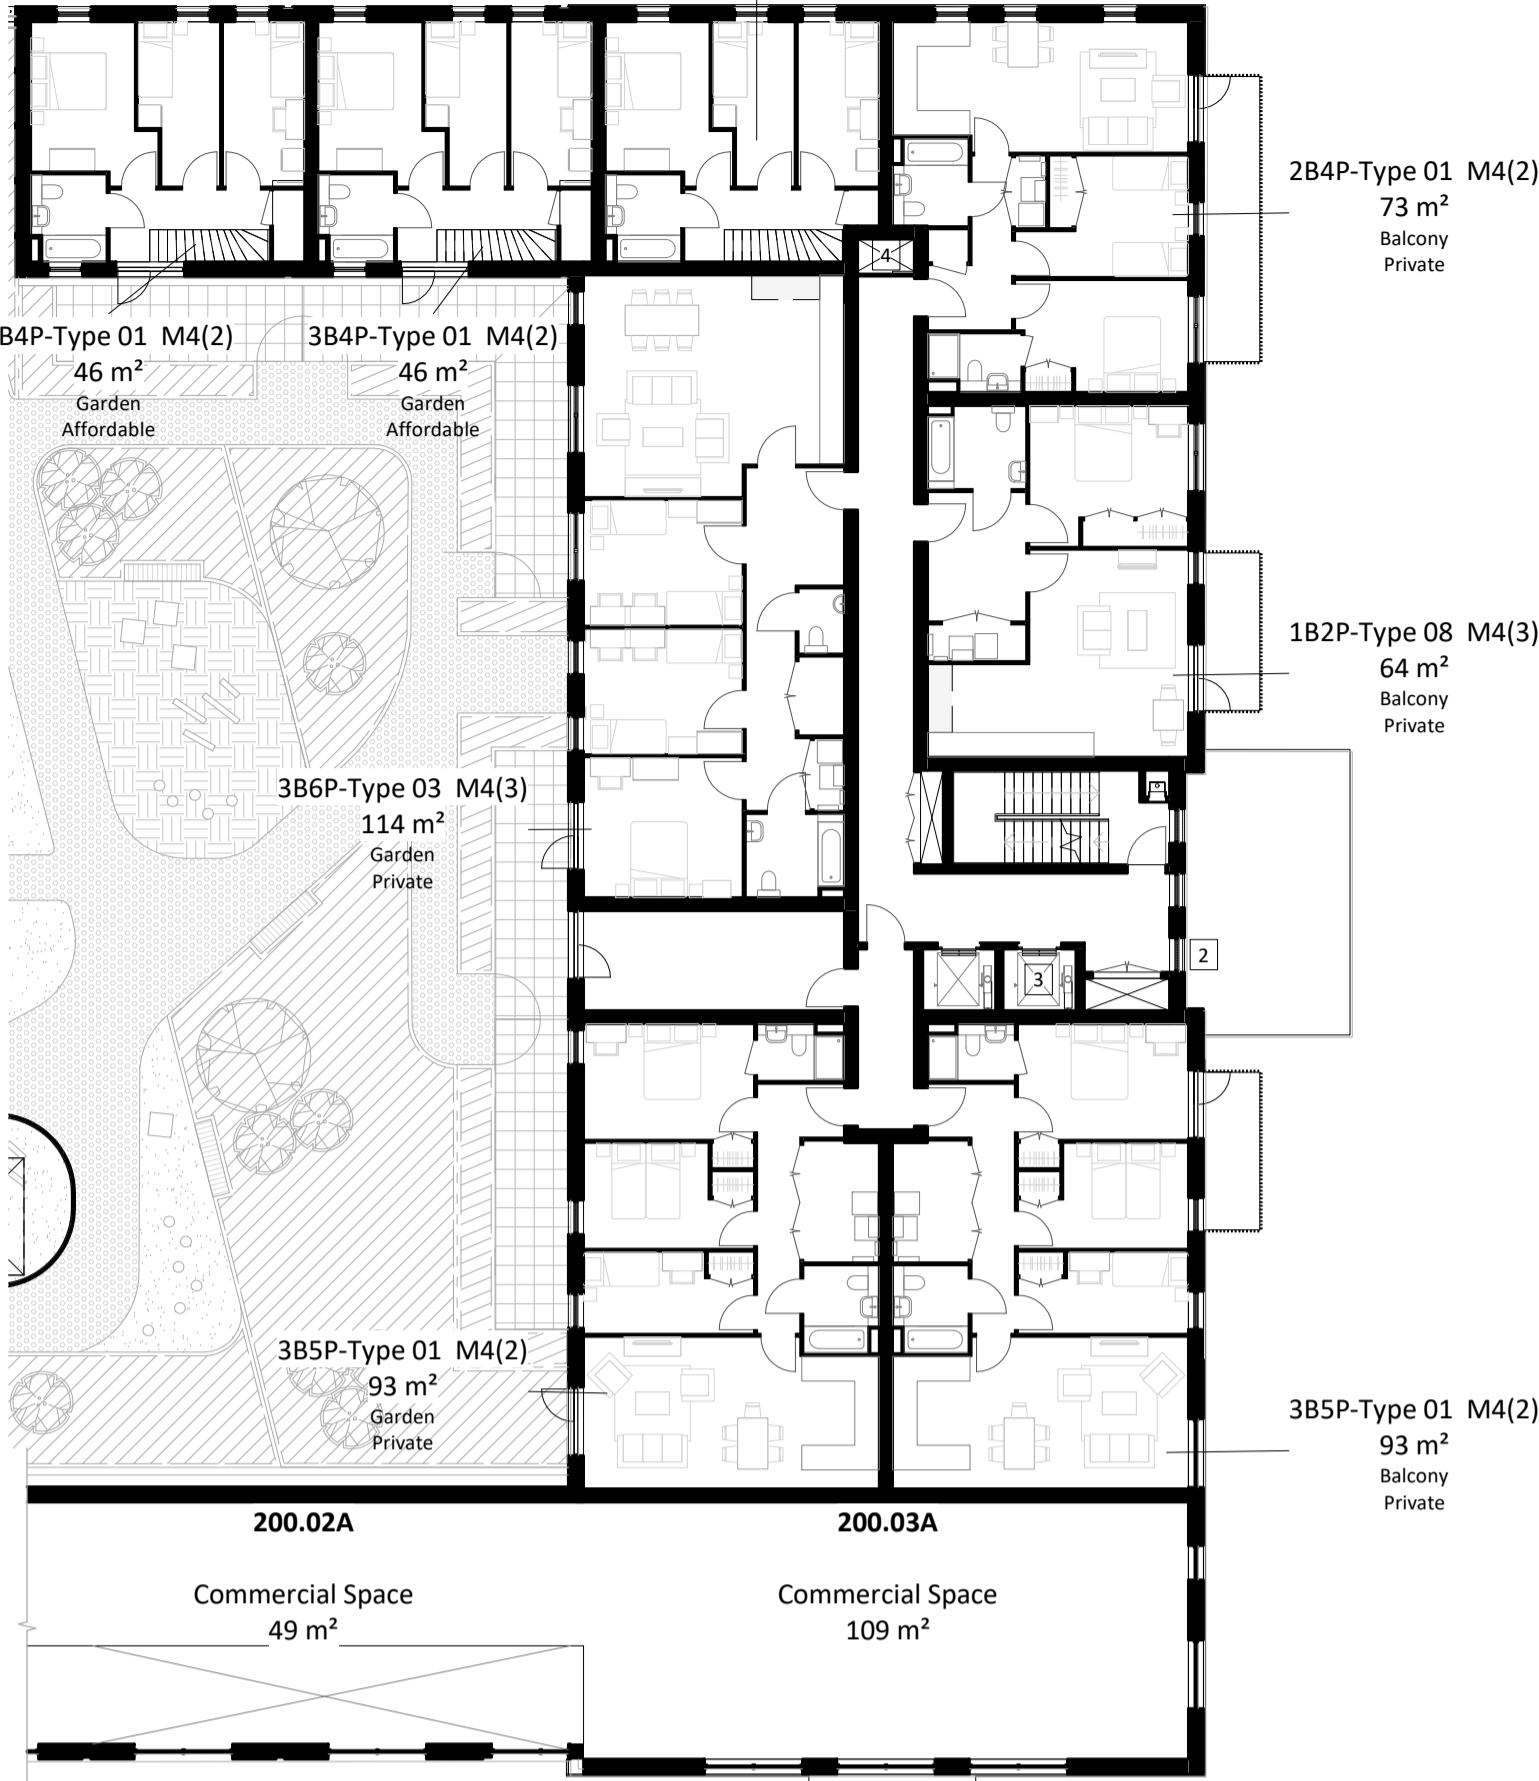 2B4P-Type 01 M4(2)
73 m²
Balcony
Private
4
B4P-Type 01 M4(2)
46 m²
Garden
Affordable
3B4P-Type 01 M4(2)
46 m²
Garden
Affordable
1B2P-Type 08 M4(3)
64 m²
Balcony
Private
3B6P-Type 03 M4(3)
114 m²
Garden
Private
2
3
3B5P-Type 01 M4(2)
93 m²
Garden
Private
3B5P-Type 01 M4(2)
93 m²
Balcony
Private
200.02A
Commercial Space
49 m²
200.03A
Commercial Space
109 m²